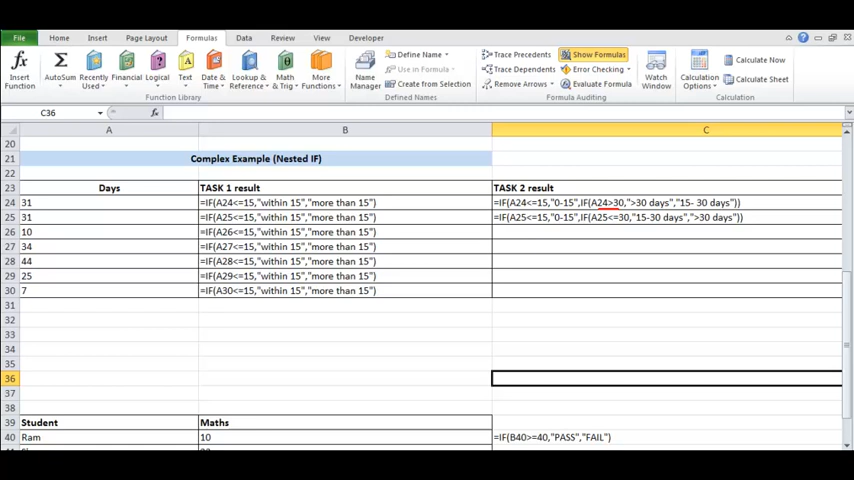 File Home Insert Page Layout Formulas Data Review View Developer
fx Σ A θ
Insert Function AutoSum Recently Used Financial Logical Text Date & Time Lookup & Reference Math & Trig More Functions
Function Library
Name Manager Define Name Use in Formula Create from Selection
Defined Names
Trace Precedents Show Formulas
Trace Dependents Error Checking
Remove Arrows Evaluate Formula
Watch Window
Formula Auditing
Calculation Options Calculate Now Calculate Sheet
Calculation
C36 fx
A B C
20
21 Complex Example (Nested IF)
22
23 Days TASK 1 result TASK 2 result
24 31 =IF(A24<=15,"within 15","more than 15") =IF(A24<=15,"0-15",IF(A24>30,">30 days","15- 30 days"))
25 31 =IF(A25<=15,"within 15","more than 15") =IF(A25<=15,"0-15",IF(A25<=30,"15-30 days",">30 days"))
26 10 =IF(A26<=15,"within 15","more than 15")
27 34 =IF(A27<=15,"within 15","more than 15")
28 44 =IF(A28<=15,"within 15","more than 15")
29 25 =IF(A29<=15,"within 15","more than 15")
30 7 =IF(A30<=15,"within 15","more than 15")
31
32
33
34
35
36
37
38
39 Student Maths
40 Ram 10 =IF(B40>=40,"PASS","FAIL")